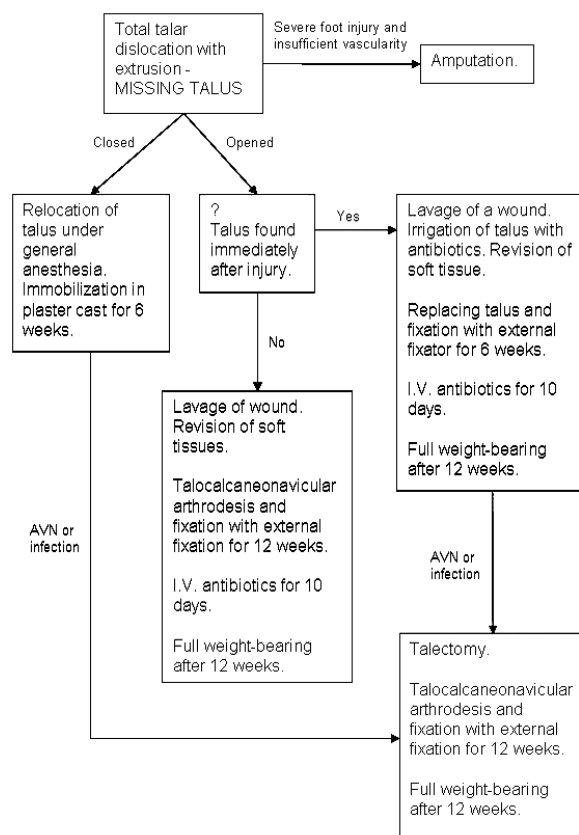 Total talar
dislocation with
extrusion -
MISSING TALUS
Severe foot injury and
insufficient vascularity
Amputation.
Closed
Opened
Relocation of
talus under
general
anesthesia.
Immobilization in
plaster cast for 6
weeks.
?
Talus found
immediately
after injury.
Yes
Lavage of a wound.
Irrigation of talus with
antibiotics. Revision of
soft tissue.
Replacing talus and
fixation with external
fixator for 6 weeks.
I.V. antibiotics for 10
days.
Full weight-bearing
after 12 weeks.
No
Lavage of wound.
Revision of soft
tissues.
Talocalcaneonavicular
arthrodesis and
fixation with external
fixation for 12 weeks.
I.V. antibiotics for 10
days.
Full weight-bearing
after 12 weeks.
AVN or
infection
AVN or
infection
Talectomy.
Talocalcaneonavicular
arthrodesis and
fixation with external
fixation for 12 weeks.
Full weight-bearing
after 12 weeks.